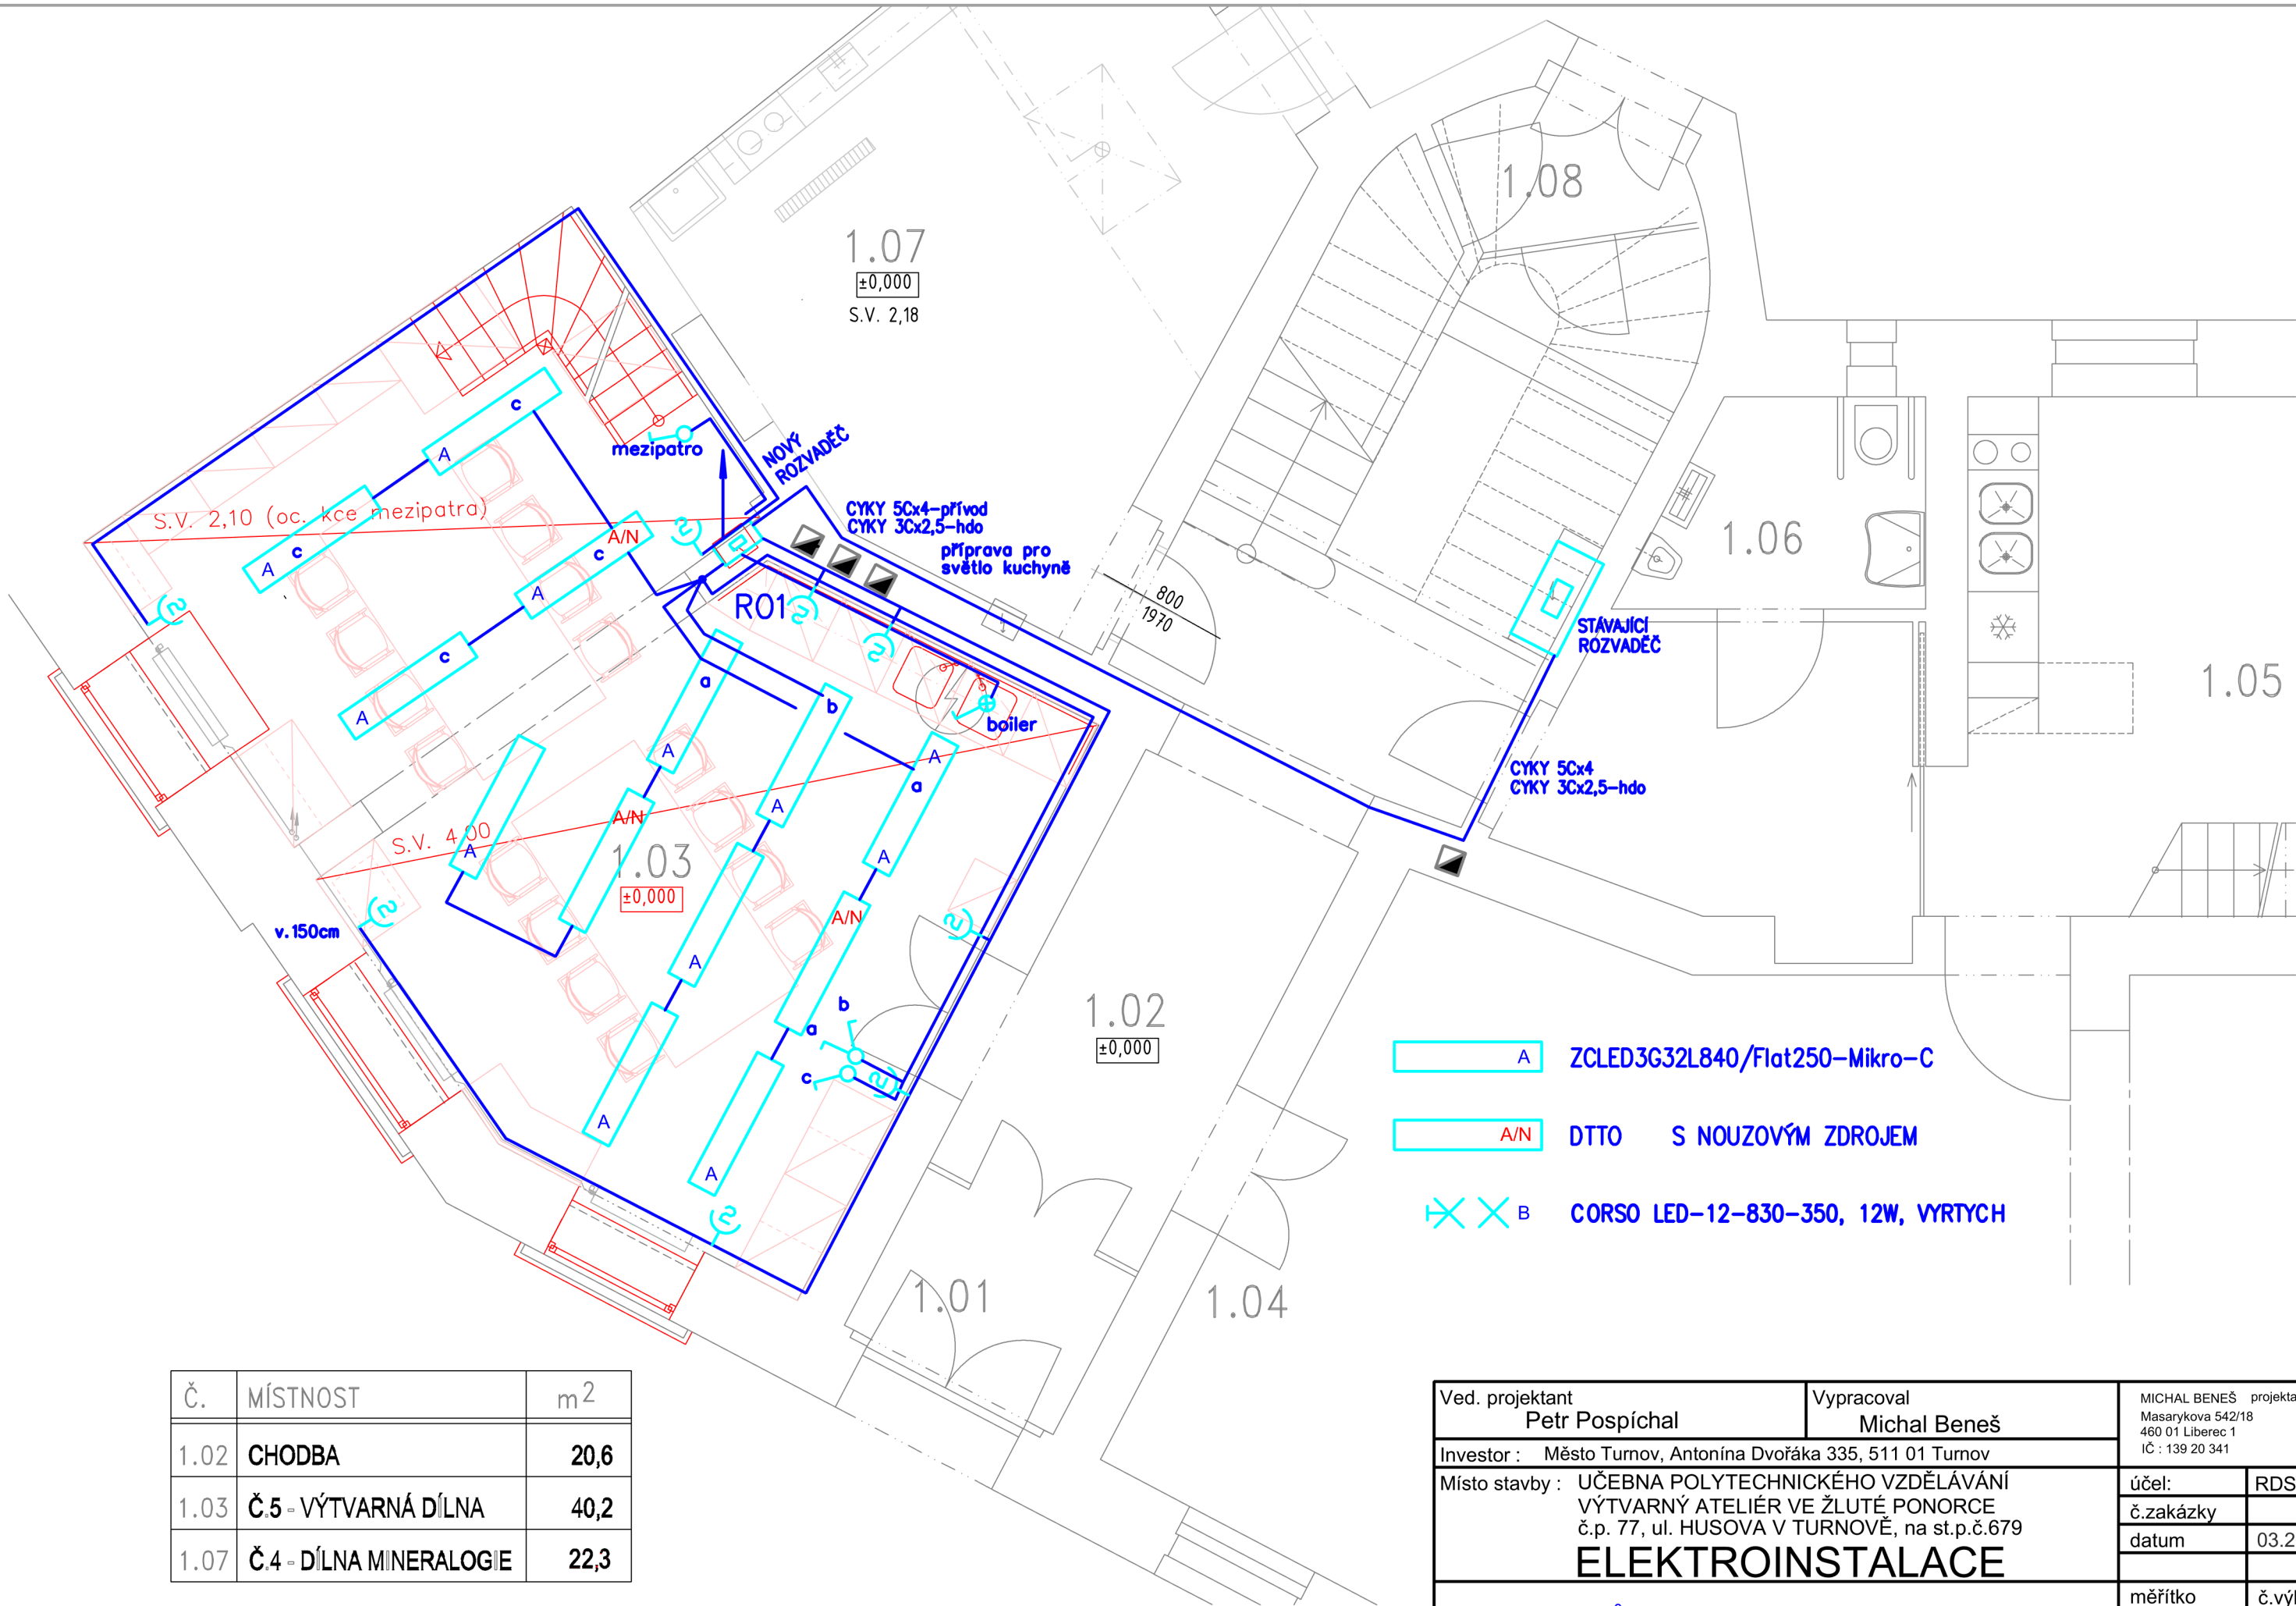 1.08
1.07
±0,000
S.V. 2,18
c
A
mezipatro
NOVÝ
ROZVADĚČ
S.V. 2,10 (oc. kce mezipatra)
c
A
A/N
c
A
CYKY 5Cx4-přívod
CYKY 3Cx2,5-hdo
příprava pro
světlo kuchyně
1.06
800
1970
RO1
STÁVAJÍCÍ
ROZVADĚČ
c
A
a
b
boiler
1.05
A
A
a
CYKY 5Cx4
CYKY 3Cx2,5-hdo
A
A/N
S.V. 4,00
A
1.03
±0,000
A
A/N
v.150cm
A
b
a
c
1.02
±0,000
A
A
A ZCLED3G32L840/Flat250-Mikro-C
A/N DTTO S NOUZOVÝM ZDROJEM
B CORSO LED-12-830-350, 12W, VYRTYCH
1.01
1.04
Č. MÍSTNOST m2
1.02 CHODBA 20,6
1.03 Č.5 - VÝTVARNÁ DÍLNA 40,2
1.07 Č.4 - DÍLNA MINERALOGIE 22,3
Ved. projektant
Petr Pospíchal
Vypracoval
Michal Beneš
MICHAL BENEŠ
Masarykova 542/18
460 01 Liberec 1
IČ : 139 20 341
Investor : Město Turnov, Antonína Dvořáka 335, 511 01 Turnov
Místo stavby : UČEBNA POLYTECHNICKÉHO VZDĚLÁVÁNÍ
VÝTVARNÝ ATELIÉR VE ŽLUTÉ PONORCE
č.p. 77, ul. HUSOVA V TURNOVĚ, na st.p.č.679
ELEKTROINSTALACE
účel: RDS
č.zakázky
datum 03.2
měřítko